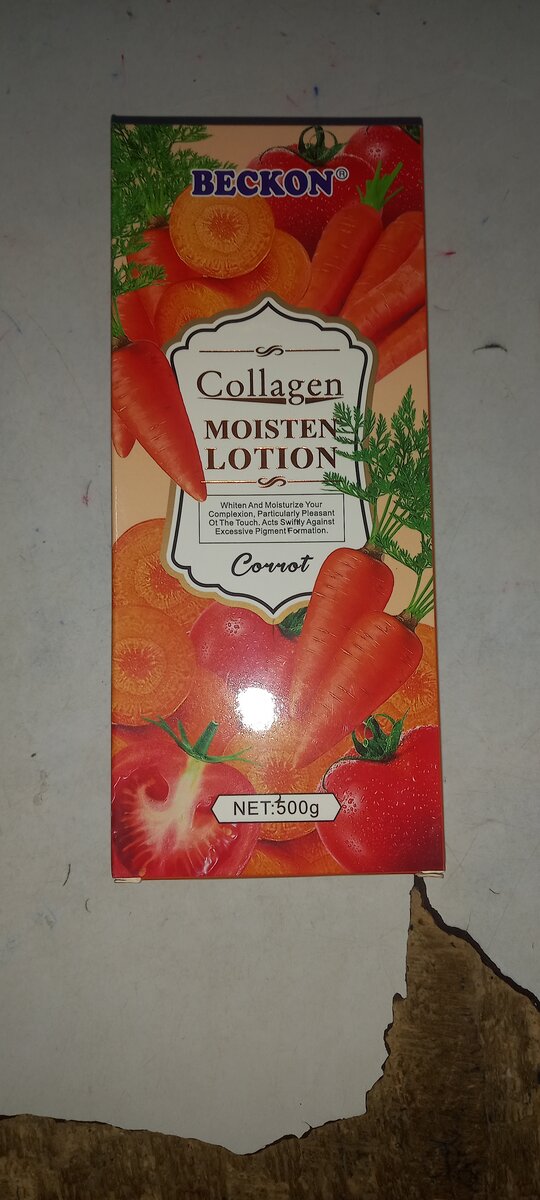 BECKON®
Collagen
MOISTEN
LOTION
Whiten And Moisturize Your
Complexion, Particularly Pleasant
Ot The Touch. Acts Swiftly Against
Excessive Pigment Formation.
Corrot
NET:500g